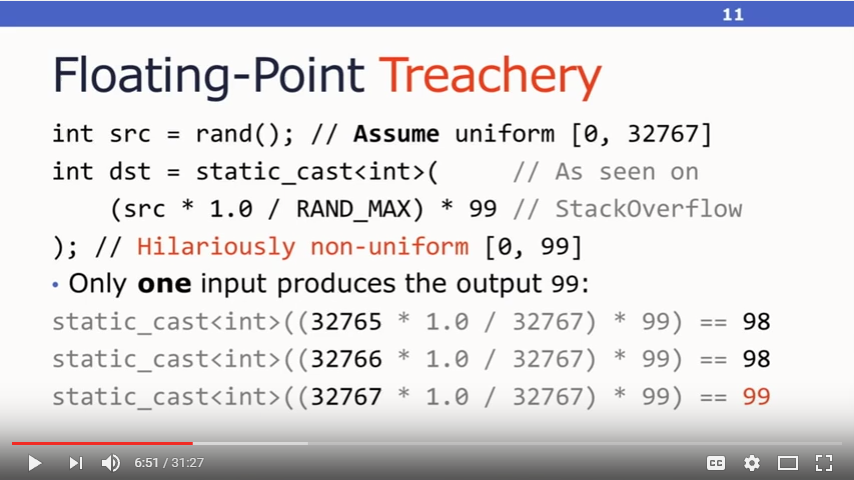 11
Floating-Point Treachery
int src = rand(); // Assume uniform [0, 32767]
int dst = static_cast<int>( // As seen on
(src * 1.0 / RAND_MAX) * 99 // StackOverflow
); // Hilariously non-uniform [0, 99]
• Only one input produces the output 99:
static_cast<int>((32765 * 1.0 / 32767) * 99) == 98
static_cast<int>((32766 * 1.0 / 32767) * 99) == 98
static_cast<int>((32767 * 1.0 / 32767) * 99) == 99
6:51 / 31:27 CC